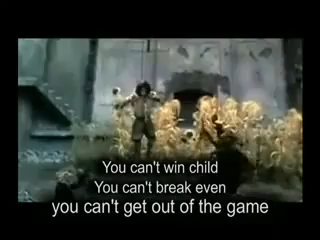 You can't win child
You can't break even
you can't get out of the game